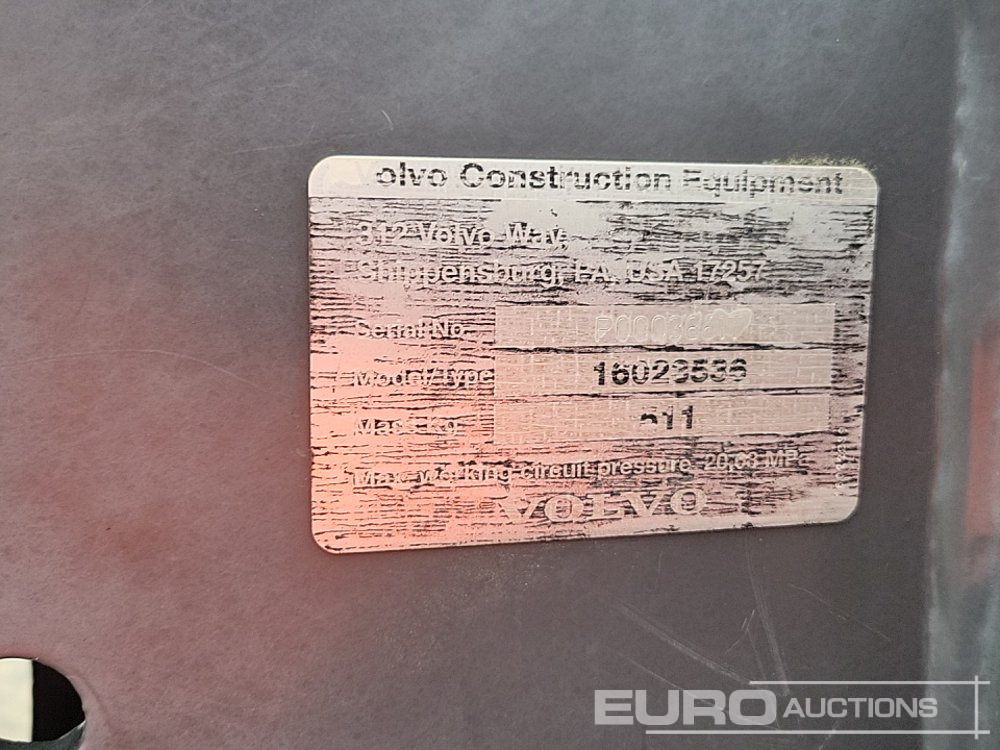 olvo Construction Equipment
312 Volvo Way,
Shippensburg, PA. USA 17257
Serial No.
Model/Type 16023536
Mass kg
Max. working circuit pressure 20,68 MPa
VOLVO
EURO AUCTIONS